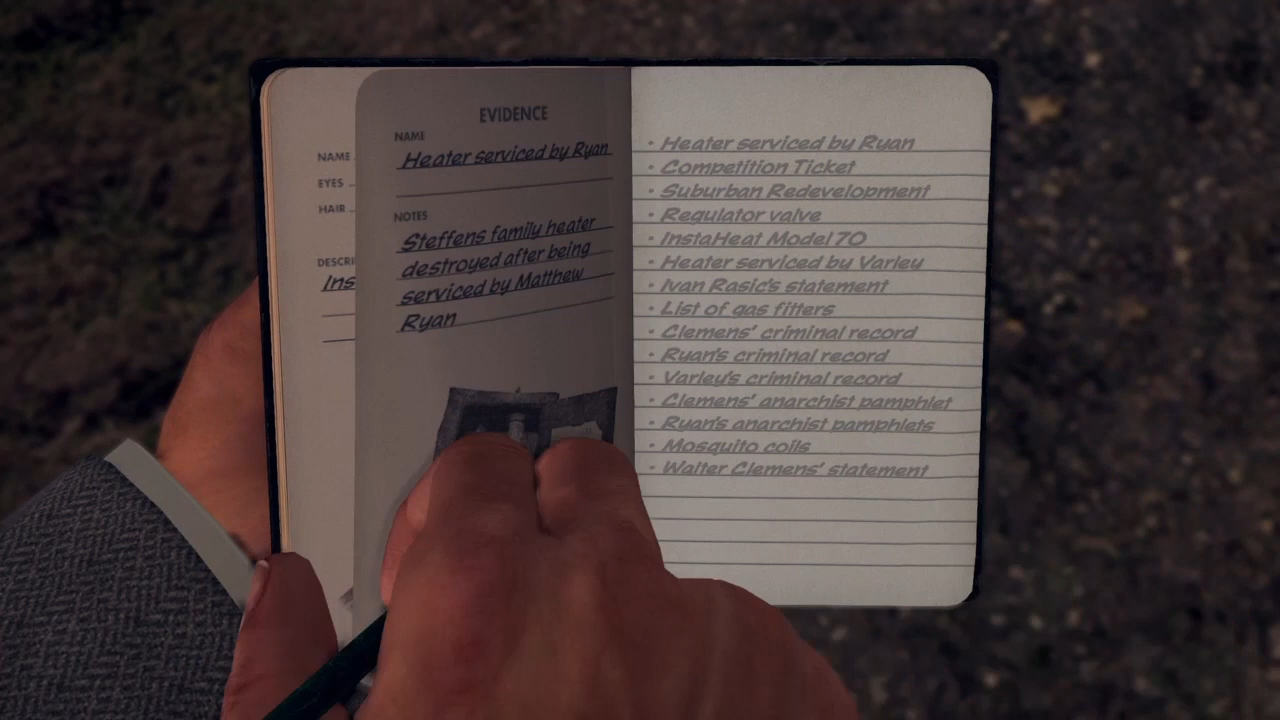 NAME
EYES
HAIR
DESCRI
Ins
EVIDENCE
NAME
Heater serviced by Ryan
NOTES
Steffens family heater
destroyed after being
serviced by Matthew
Ryan
• Heater serviced by Ryan
• Competition Ticket
• Suburban Redevelopment
• Regulator valve
• InstaHeat Model 70
• Heater serviced by Varley
• Ivan Rasic's statement
• List of gas fitters
• Clemens' criminal record
• Ryan's criminal record
• Varley's criminal record
• Clemens' anarchist pamphlet
• Ryan's anarchist pamphlets
• Mosquito coils
• Walter Clemens' statement